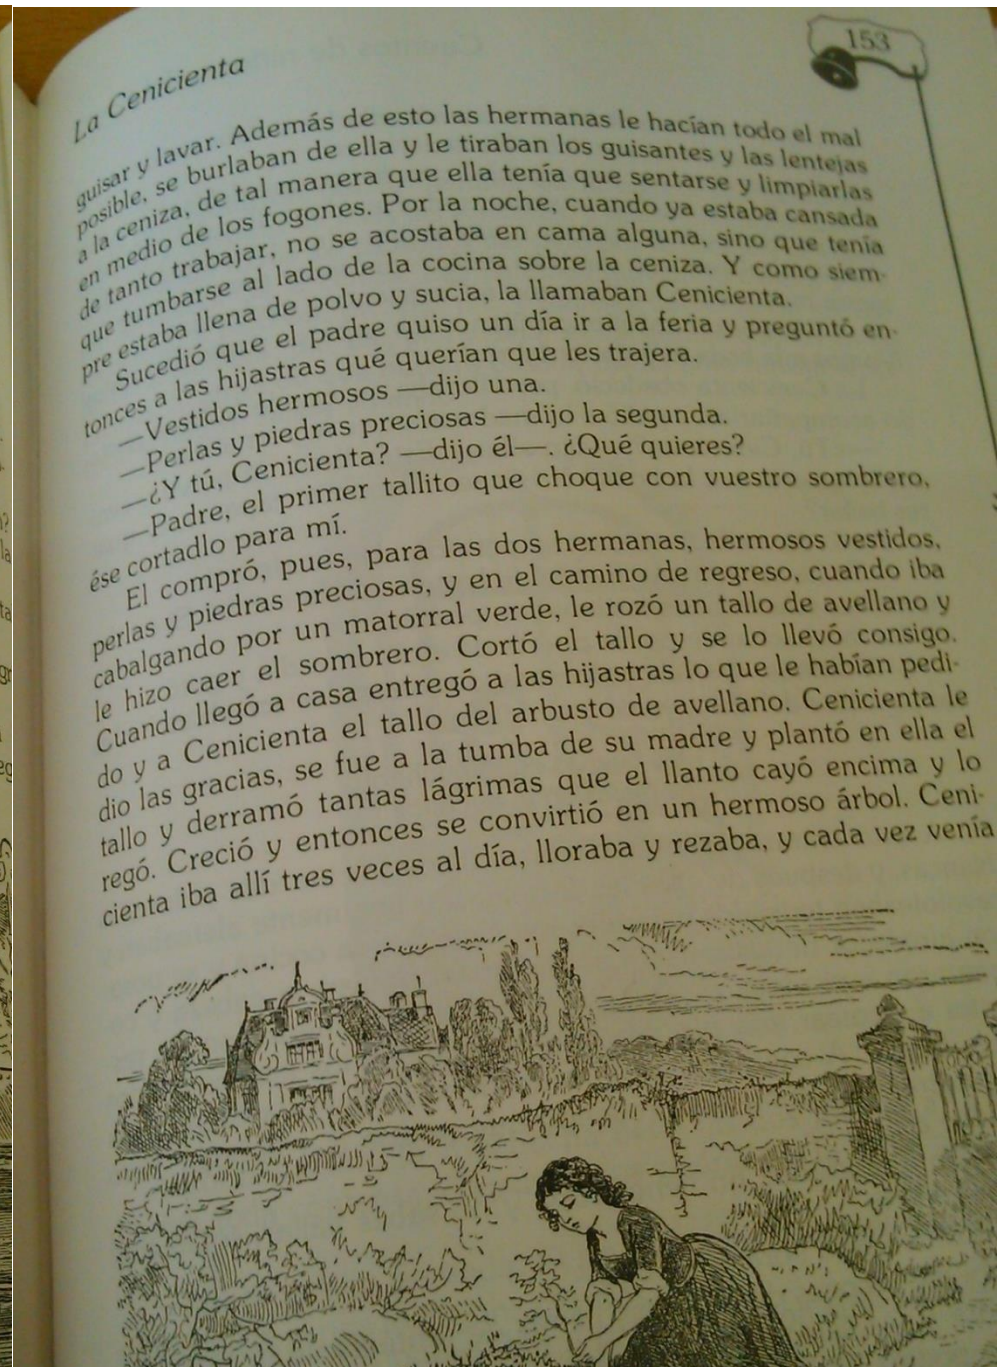 La Cenicienta
153
guisar y lavar. Además de esto las hermanas le hacían todo el mal
posible, se burlaban de ella y le tiraban los guisantes y las lentejas
a la ceniza, de tal manera que ella tenía que sentarse y limpiarlas
en medio de los fogones. Por la noche, cuando ya estaba cansada
de tanto trabajar, no se acostaba en cama alguna, sino que tenía
que tumbarse al lado de la cocina sobre la ceniza. Y como siem-
pre estaba llena de polvo y sucia, la llamaban Cenicienta.
Sucedió que el padre quiso un día ir a la feria y preguntó en-
tonces a las hijastras qué querían que les trajera.
—Vestidos hermosos —dijo una.
—Perlas y piedras preciosas —dijo la segunda.
—¿Y tú, Cenicienta? —dijo él—. ¿Qué quieres?
—Padre, el primer tallito que choque con vuestro sombrero,
ése cortadlo para mí.
El compró, pues, para las dos hermanas, hermosos vestidos,
perlas y piedras preciosas, y en el camino de regreso, cuando iba
cabalgando por un matorral verde, le rozó un tallo de avellano y
le hizo caer el sombrero. Cortó el tallo y se lo llevó consigo.
Cuando llegó a casa entregó a las hijastras lo que le habían pedi-
do y a Cenicienta el tallo del arbusto de avellano. Cenicienta le
dio las gracias, se fue a la tumba de su madre y plantó en ella el
tallo y derramó tantas lágrimas que el llanto cayó encima y lo
regó. Creció y entonces se convirtió en un hermoso árbol. Ceni-
cienta iba allí tres veces al día, lloraba y rezaba, y cada vez venía